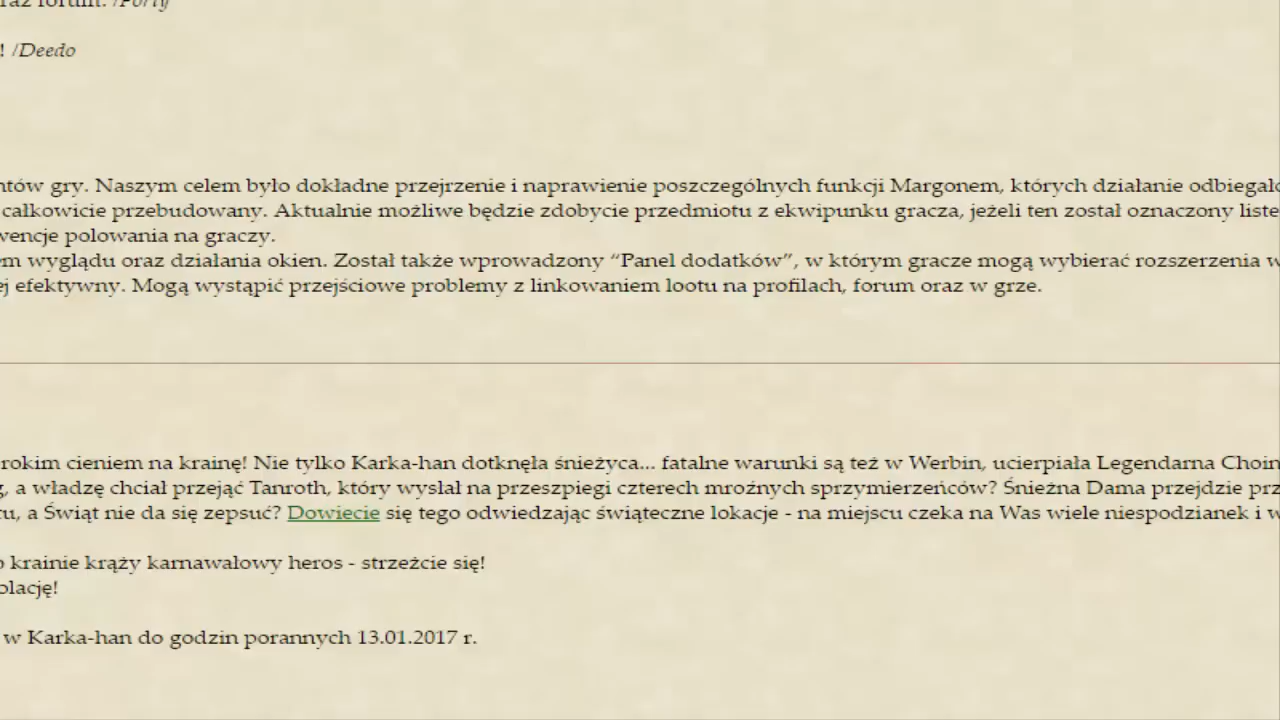 raz forum. /Forty
! /Deedo
ntów gry. Naszym celem było dokładne przejrzenie i naprawienie poszczególnych funkcji Margonem, których działanie odbiegało
całkowicie przebudowany. Aktualnie możliwe będzie zdobycie przedmiotu z ekwipunku gracza, jeżeli ten został oznaczony liste
wencje polowania na graczy.
em wyglądu oraz działania okien. Został także wprowadzony “Panel dodatków”, w którym gracze mogą wybierać rozszerzenia w
ej efektywny. Mogą wystąpić przejściowe problemy z linkowaniem lootu na profilach, forum oraz w grze.
rokim cieniem na krainę! Nie tylko Karka-han dotknęła śnieżyca... fatalne warunki są też w Werbin, ucierpiała Legendarna Choin
g, a władzę chciał przejąć Tanroth, który wysłał na przeszpiegi czterech mroźnych sprzymierzeńców? Śnieżna Dama przejdzie prz
tu, a Świąt nie da się zepsuć? Dowiecie się tego odwiedzając świąteczne lokacje - na miejscu czeka na Was wiele niespodzianek i w
o krainie krąży karnawałowy heros - strzeżcie się!
olację!
w Karka-han do godzin porannych 13.01.2017 r.